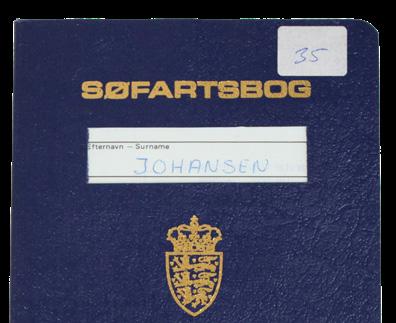 35
SØFARTSBOG
Efternavn — Surname
JOHANSEN